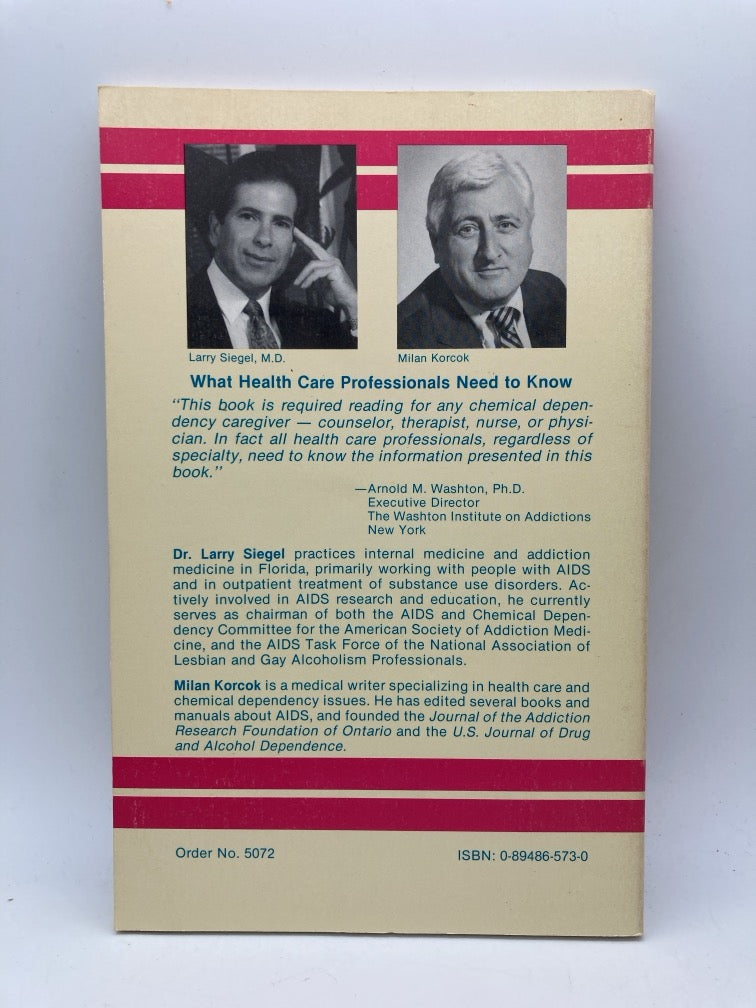 Larry Siegel, M.D.
Milan Korcok
What Health Care Professionals Need to Know
“This book is required reading for any chemical depen-
dency caregiver — counselor, therapist, nurse, or physi-
cian. In fact all health care professionals, regardless of
specialty, need to know the information presented in this
book.”
—Arnold M. Washton, Ph.D.
Executive Director
The Washton Institute on Addictions
New York
Dr. Larry Siegel practices internal medicine and addiction
medicine in Florida, primarily working with people with AIDS
and in outpatient treatment of substance use disorders. Ac-
tively involved in AIDS research and education, he currently
serves as chairman of both the AIDS and Chemical Depen-
dency Committee for the American Society of Addiction Medi-
cine, and the AIDS Task Force of the National Association of
Lesbian and Gay Alcoholism Professionals.
Milan Korcok is a medical writer specializing in health care and
chemical dependency issues. He has edited several books and
manuals about AIDS, and founded the Journal of the Addiction
Research Foundation of Ontario and the U.S. Journal of Drug
and Alcohol Dependence.
Order No. 5072
ISBN: 0-89486-573-0